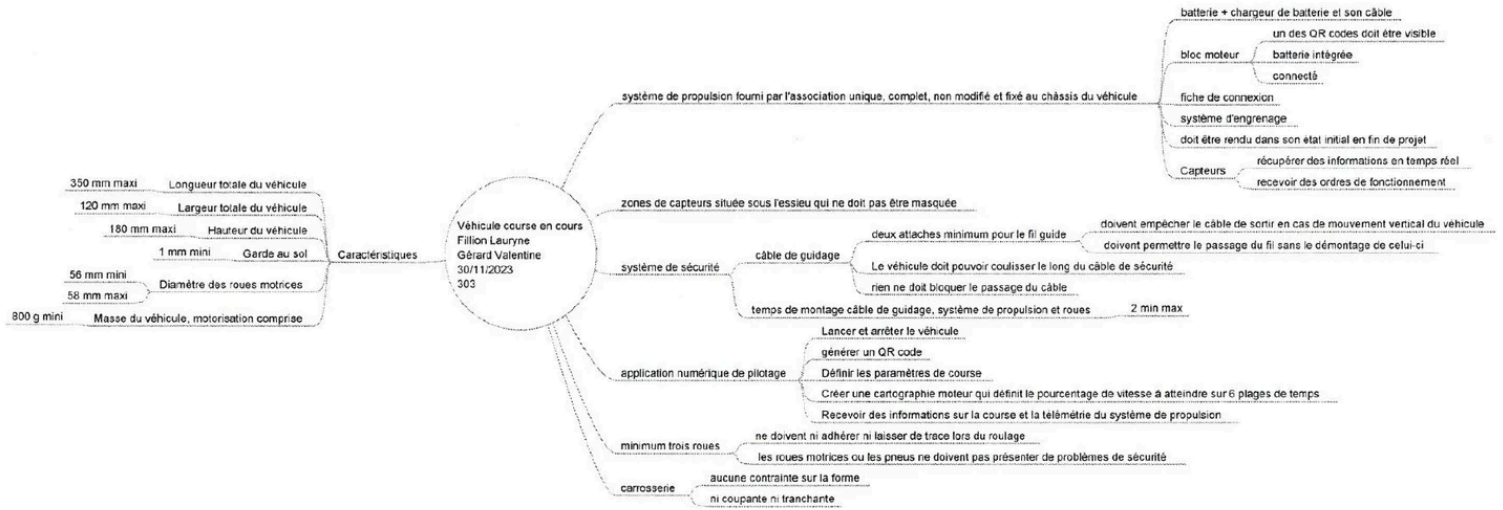 Véhicule course en cours
Fillion Lauryne
Gérard Valentine
30/11/2023
303
Caractéristiques
Longueur totale du véhicule
350 mm maxi
Largeur totale du véhicule
120 mm maxi
Hauteur du véhicule
180 mm maxi
Garde au sol
1 mm mini
Diamètre des roues motrices
56 mm mini
58 mm maxi
Masse du véhicule, motorisation comprise
800 g mini
système de propulsion fourni par l'association unique, complet, non modifié et fixé au châssis du véhicule
batterie + chargeur de batterie et son câble
bloc moteur
un des QR codes doit être visible
batterie intégrée
connecté
fiche de connexion
système d'engrenage
doit être rendu dans son état initial en fin de projet
Capteurs
récupérer des informations en temps réel
recevoir des ordres de fonctionnement
zones de capteurs située sous l'essieu qui ne doit pas être masquée
système de sécurité
câble de guidage
deux attaches minimum pour le fil guide
doivent empêcher le câble de sortir en cas de mouvement vertical du véhicule
doivent permettre le passage du fil sans le démontage de celui-ci
Le véhicule doit pouvoir coulisser le long du câble de sécurité
rien ne doit bloquer le passage du câble
temps de montage câble de guidage, système de propulsion et roues
2 min max
application numérique de pilotage
Lancer et arrêter le véhicule
générer un QR code
Définir les paramètres de course
Créer une cartographie moteur qui définit le pourcentage de vitesse à atteindre sur 6 plages de temps
Recevoir des informations sur la course et la télémétrie du système de propulsion
minimum trois roues
ne doivent ni adhérer ni laisser de trace lors du roulage
les roues motrices ou les pneus ne doivent pas présenter de problèmes de sécurité
carrosserie
aucune contrainte sur la forme
ni coupante ni tranchante